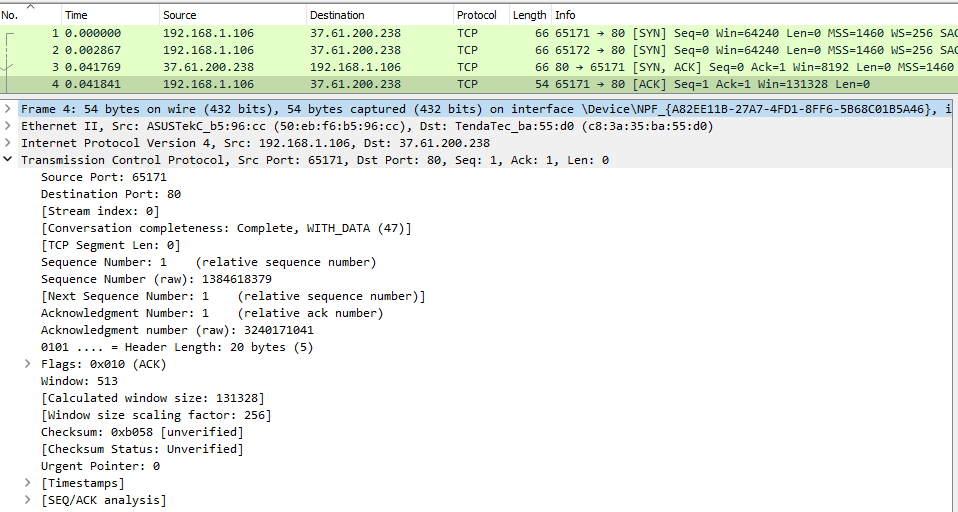 No. Time Source Destination Protocol Length Info
1 0.000000 192.168.1.106 37.61.200.238 TCP 66 65171 → 80 [SYN] Seq=0 Win=64240 Len=0 MSS=1460 WS=256 SAC
2 0.002867 192.168.1.106 37.61.200.238 TCP 66 65172 → 80 [SYN] Seq=0 Win=64240 Len=0 MSS=1460 WS=256 SAC
3 0.041769 37.61.200.238 192.168.1.106 TCP 66 80 → 65171 [SYN, ACK] Seq=0 Ack=1 Win=8192 Len=0 MSS=1460
4 0.041841 192.168.1.106 37.61.200.238 TCP 54 65171 → 80 [ACK] Seq=1 Ack=1 Win=131328 Len=0
Frame 4: 54 bytes on wire (432 bits), 54 bytes captured (432 bits) on interface \Device\NPF_{A82EE11B-27A7-4FD1-8FF6-5B68C01B5A46}, i
Ethernet II, Src: ASUSTekC_b5:96:cc (50:eb:f6:b5:96:cc), Dst: TendaTec_ba:55:d0 (c8:3a:35:ba:55:d0)
Internet Protocol Version 4, Src: 192.168.1.106, Dst: 37.61.200.238
Transmission Control Protocol, Src Port: 65171, Dst Port: 80, Seq: 1, Ack: 1, Len: 0
Source Port: 65171
Destination Port: 80
[Stream index: 0]
[Conversation completeness: Complete, WITH_DATA (47)]
[TCP Segment Len: 0]
Sequence Number: 1 (relative sequence number)
Sequence Number (raw): 1384618379
[Next Sequence Number: 1 (relative sequence number)]
Acknowledgment Number: 1 (relative ack number)
Acknowledgment number (raw): 3240171041
0101 .... = Header Length: 20 bytes (5)
Flags: 0x010 (ACK)
Window: 513
[Calculated window size: 131328]
[Window size scaling factor: 256]
Checksum: 0xb058 [unverified]
[Checksum Status: Unverified]
Urgent Pointer: 0
[Timestamps]
[SEQ/ACK analysis]